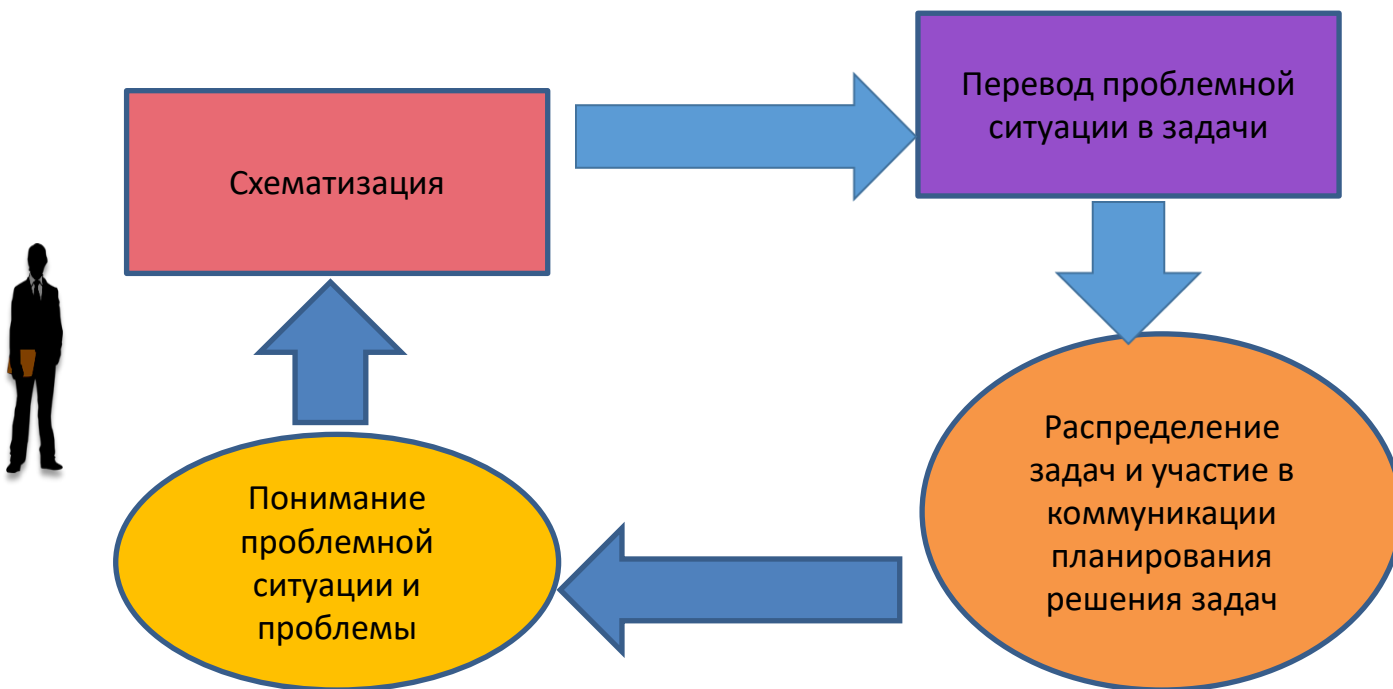 Перевод проблемной
ситуации в задачи
Схематизация
Распределение
задач и участие в
коммуникации
планирования
решения задач
Понимание
проблемной
ситуации и
проблемы